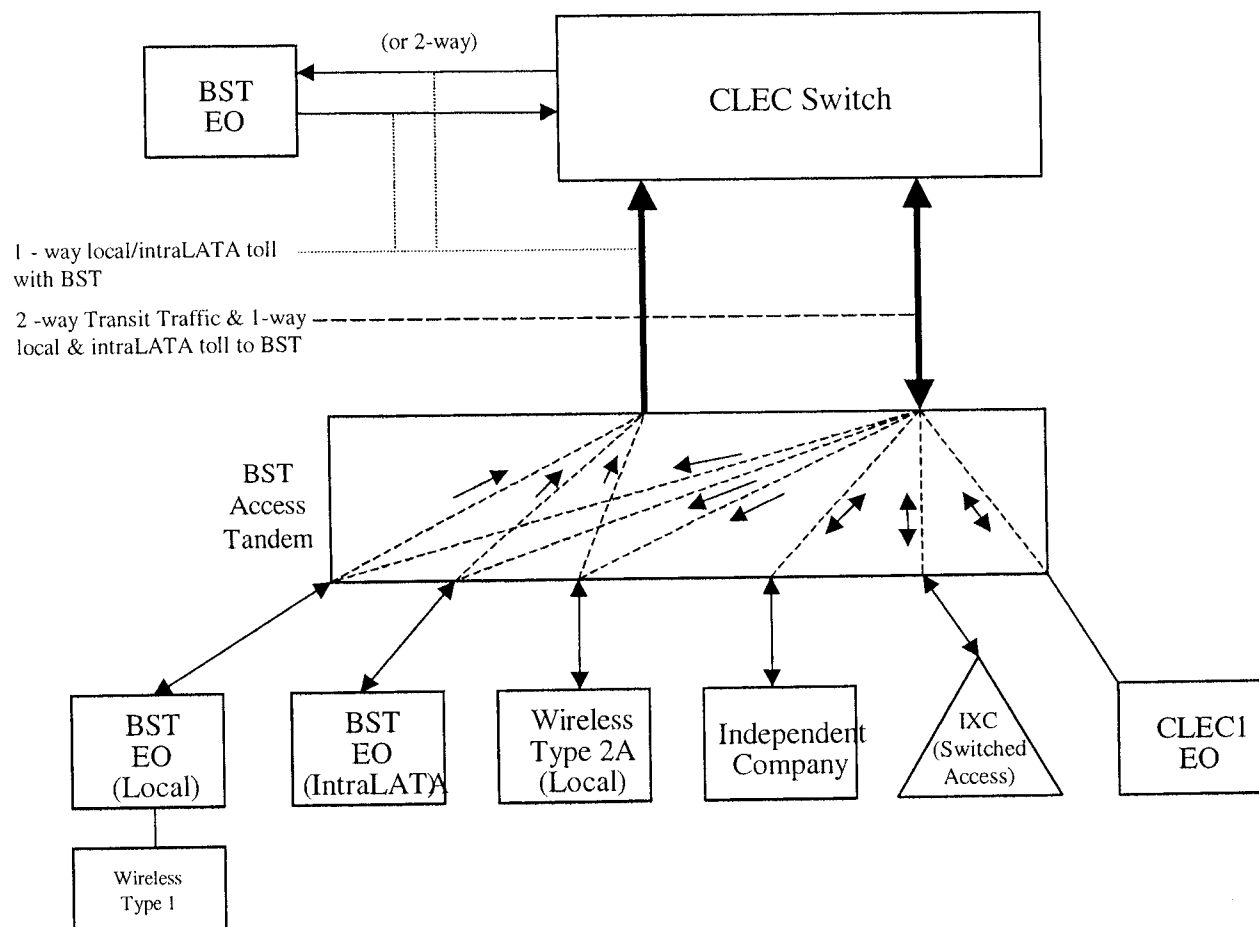 (or 2-way)
BST
EO
CLEC Switch
1 - way local/intraLATA toll
with BST
2 -way Transit Traffic & 1-way
local & intraLATA toll to BST
BST
Access
Tandem
BST
EO
(Local)
BST
EO
(IntraLATA
Wireless
Type 2A
(Local)
Independent
Company
IXC
(Switched
Access)
CLEC1
EO
Wireless
Type 1